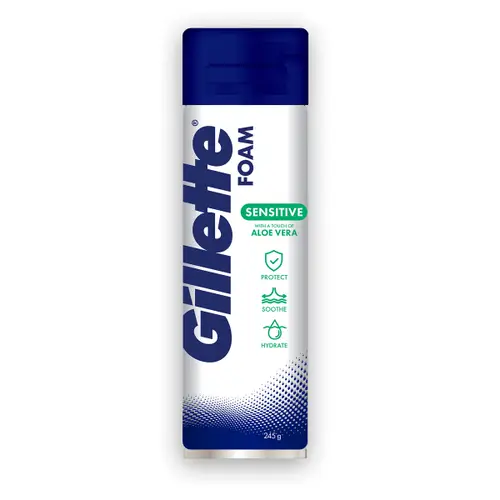 Gillette®
FOAM
SENSITIVE
WITH A TOUCH OF
ALOE VERA
PROTECT
SOOTHE
HYDRATE
245 g